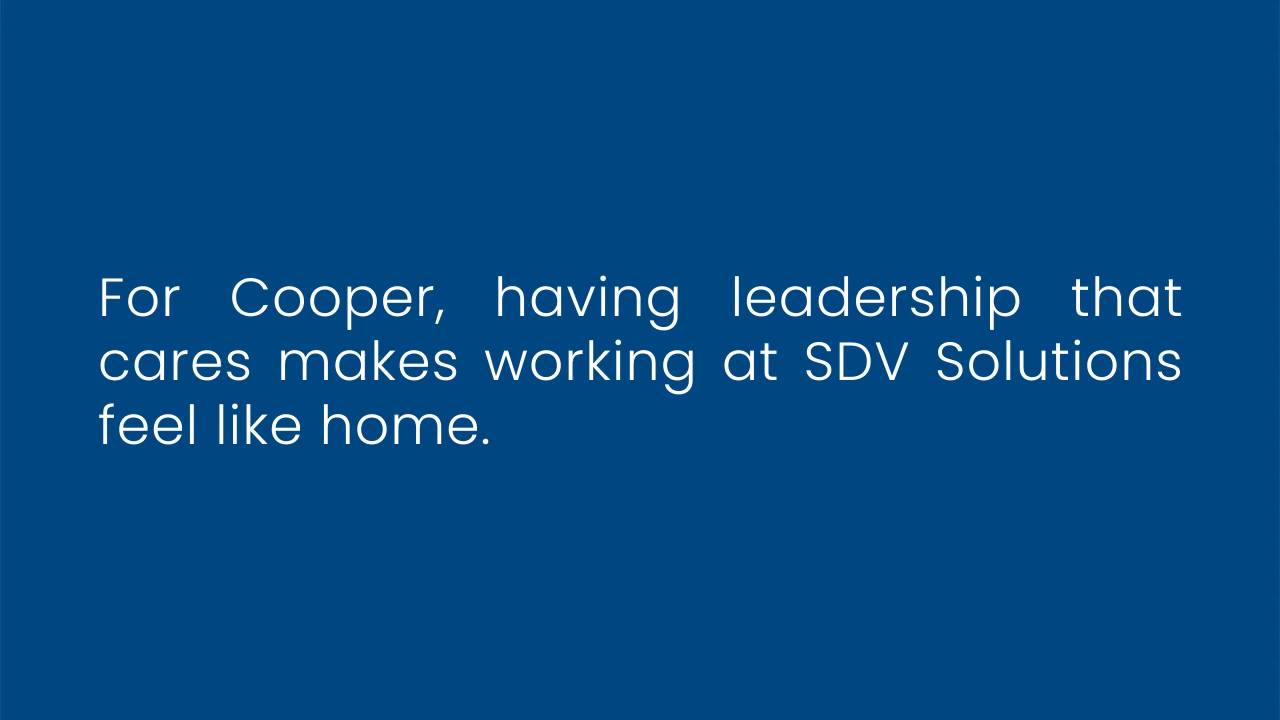 For Cooper, having leadership that
cares makes working at SDV Solutions
feel like home.